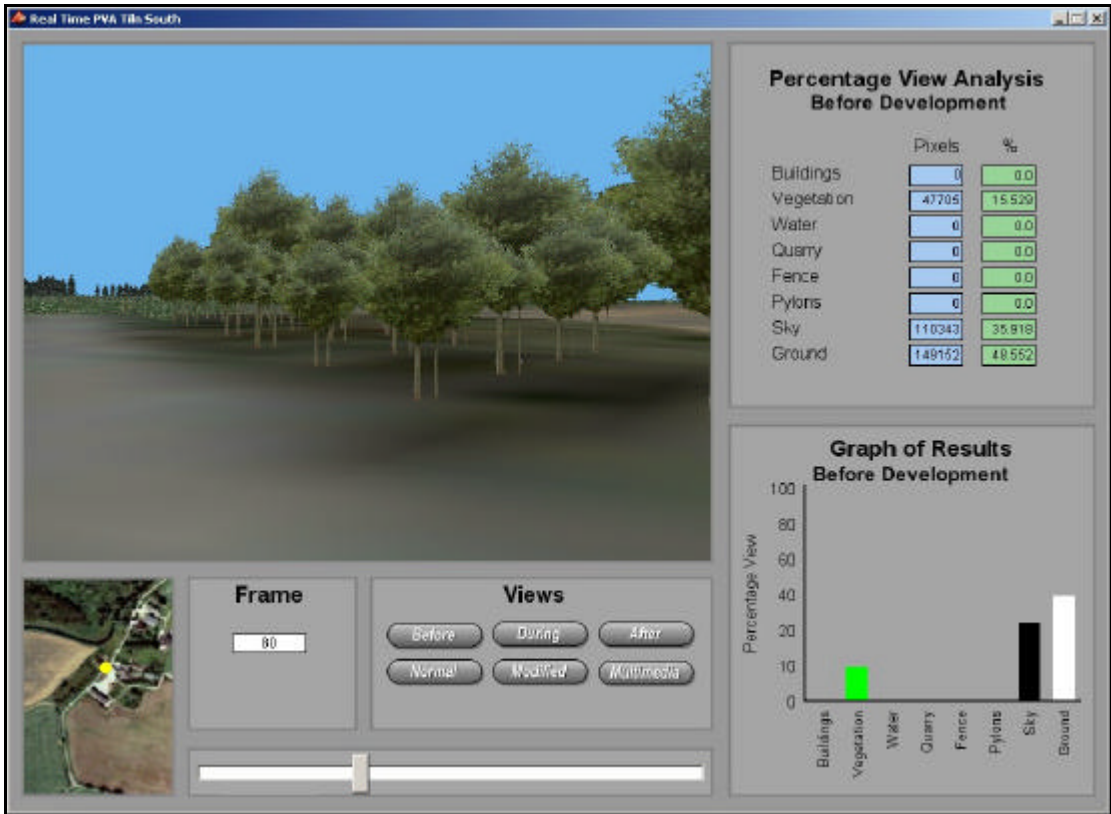 Real Time PVA Tiln South
Percentage View Analysis
Before Development
Pixels %
Buildings 0 0.0
Vegetation 47705 15.529
Water 0 0.0
Quarry 0 0.0
Fence 0 0.0
Pylons 0 0.0
Sky 110343 35.918
Ground 149152 48.552
Graph of Results
Before Development
Percentage View
100
80
60
40
20
10
0
Buildings
Vegetation
Water
Quarry
Fence
Pylons
Sky
Ground
Frame
80
Views
Before During After
Normal Modified Multimedia